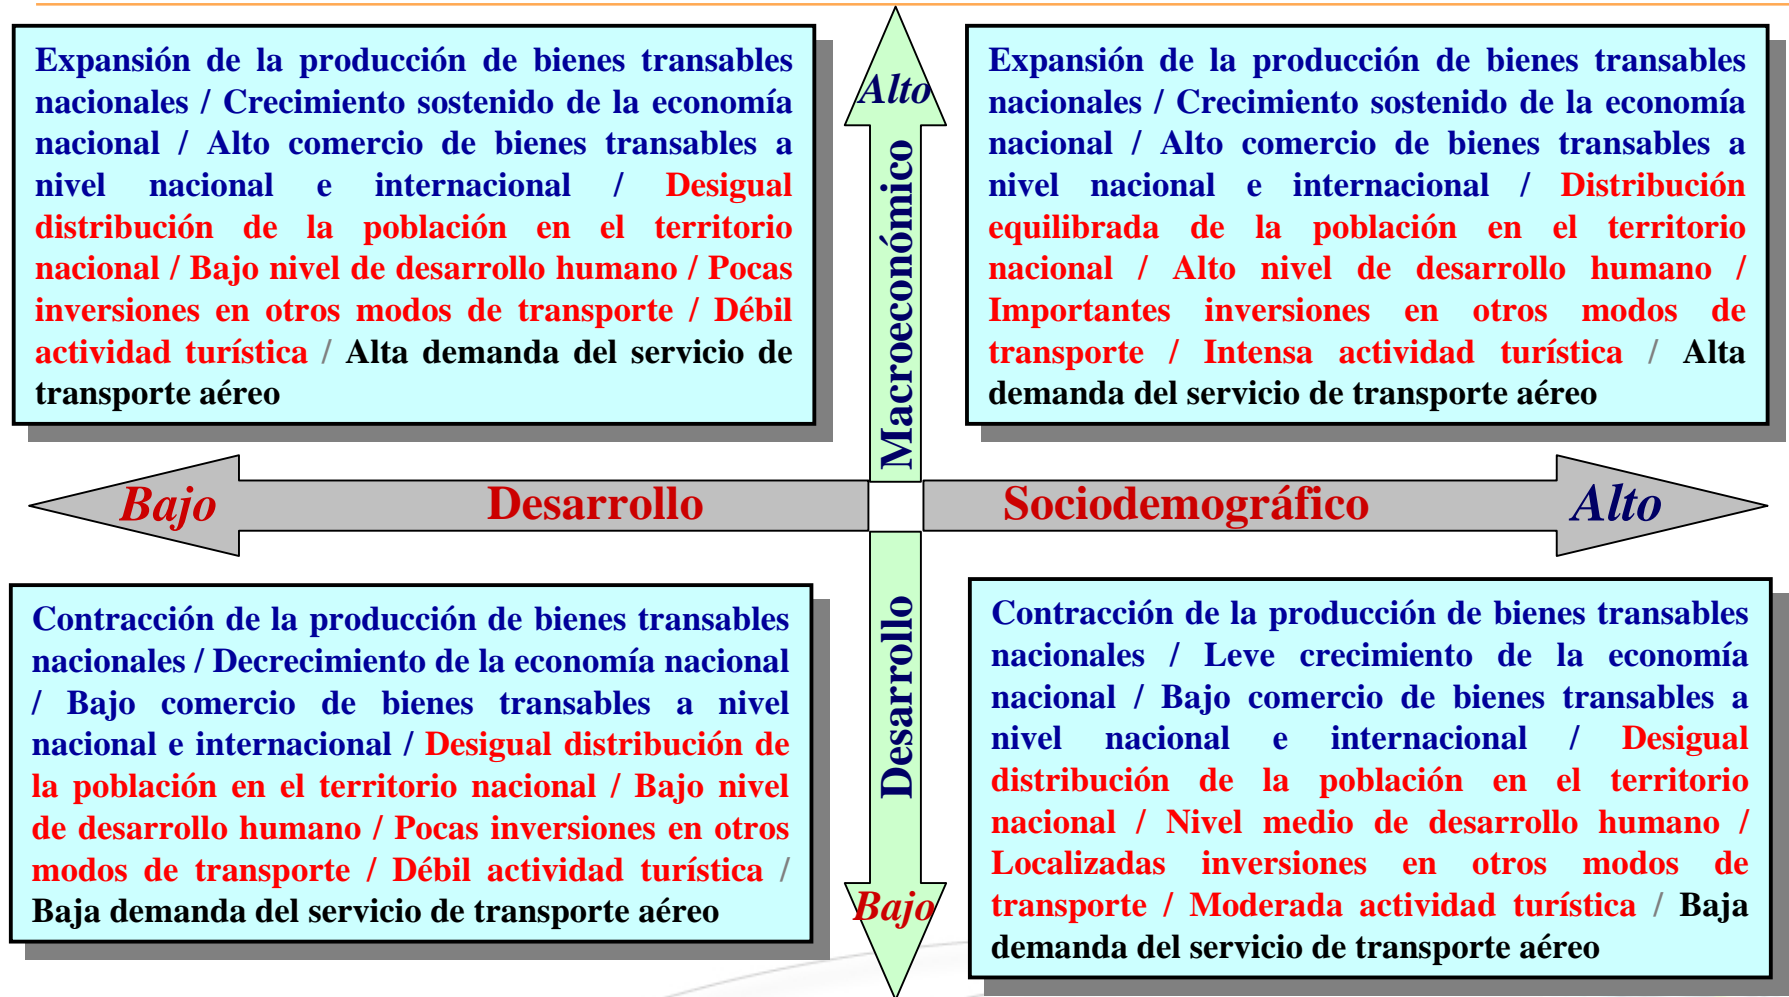 Expansión de la producción de bienes transables
nacionales / Crecimiento sostenido de la economía
nacional / Alto comercio de bienes transables a
nivel nacional e internacional / Desigual
distribución de la población en el territorio
nacional / Bajo nivel de desarrollo humano / Pocas
inversiones en otros modos de transporte / Débil
actividad turística / Alta demanda del servicio de
transporte aéreo
Alto
Macroeconómico
Expansión de la producción de bienes transables
nacionales / Crecimiento sostenido de la economía
nacional / Alto comercio de bienes transables a
nivel nacional e internacional / Distribución
equilibrada de la población en el territorio
nacional / Alto nivel de desarrollo humano /
Importantes inversiones en otros modos de
transporte / Intensa actividad turística / Alta
demanda del servicio de transporte aéreo
Bajo Desarrollo Sociodemográfico Alto
Contracción de la producción de bienes transables
nacionales / Decrecimiento de la economía nacional
/ Bajo comercio de bienes transables a nivel
nacional e internacional / Desigual distribución de
la población en el territorio nacional / Bajo nivel
de desarrollo humano / Pocas inversiones en otros
modos de transporte / Débil actividad turística /
Baja demanda del servicio de transporte aéreo
Desarrollo
Bajo
Contracción de la producción de bienes transables
nacionales / Leve crecimiento de la economía
nacional / Bajo comercio de bienes transables a
nivel nacional e internacional / Desigual
distribución de la población en el territorio
nacional / Nivel medio de desarrollo humano /
Localizadas inversiones en otros modos de
transporte / Moderada actividad turística / Baja
demanda del servicio de transporte aéreo